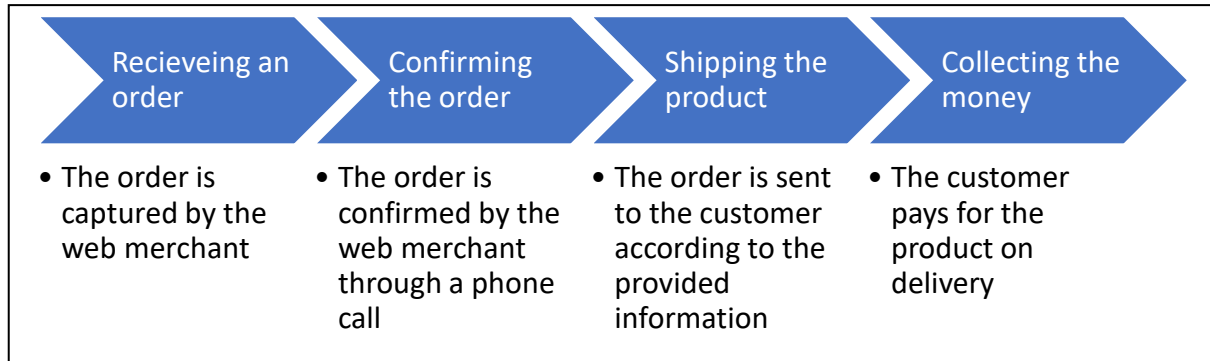 Recieveing an
order
• The order is
captured by the
web merchant
Confirming
the order
• The order is
confirmed by the
web merchant
through a phone
call
Shipping the
product
• The order is sent
to the customer
according to the
provided
information
Collecting the
money
• The customer
pays for the
product on
delivery